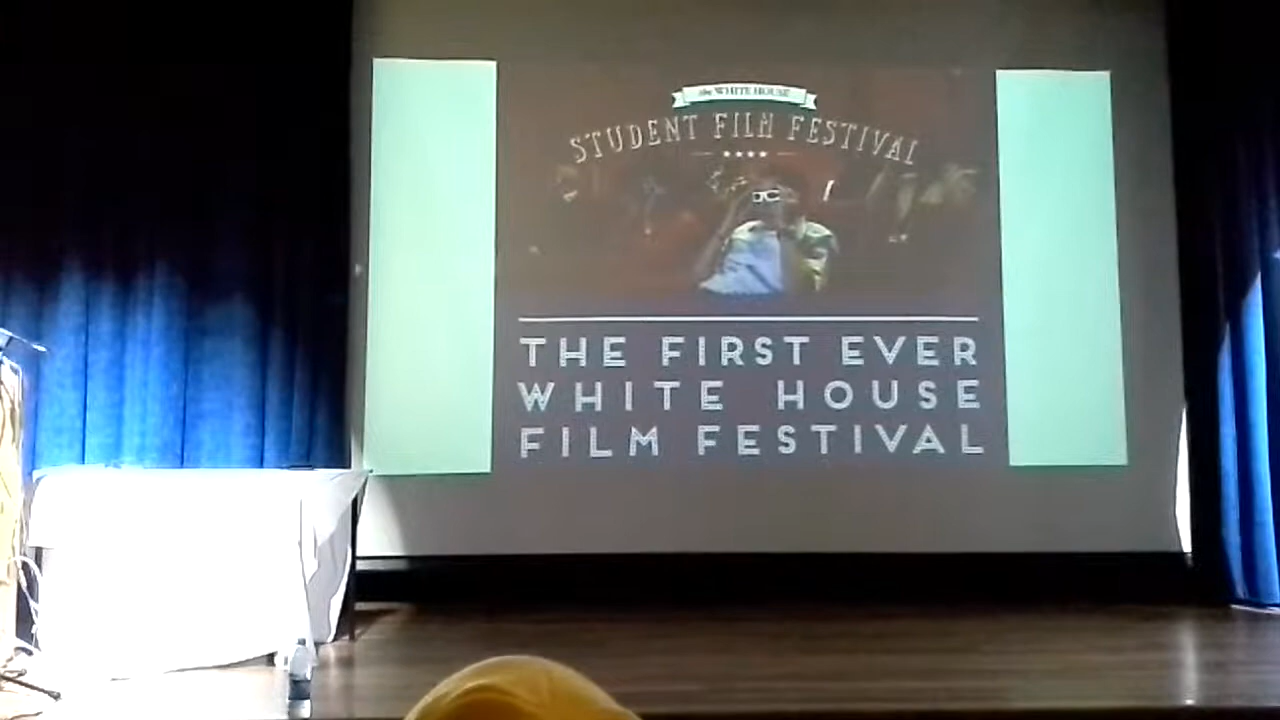 the WHITE HOUSE
STUDENT FILM FESTIVAL
THE FIRST EVER
WHITE HOUSE
FILM FESTIVAL